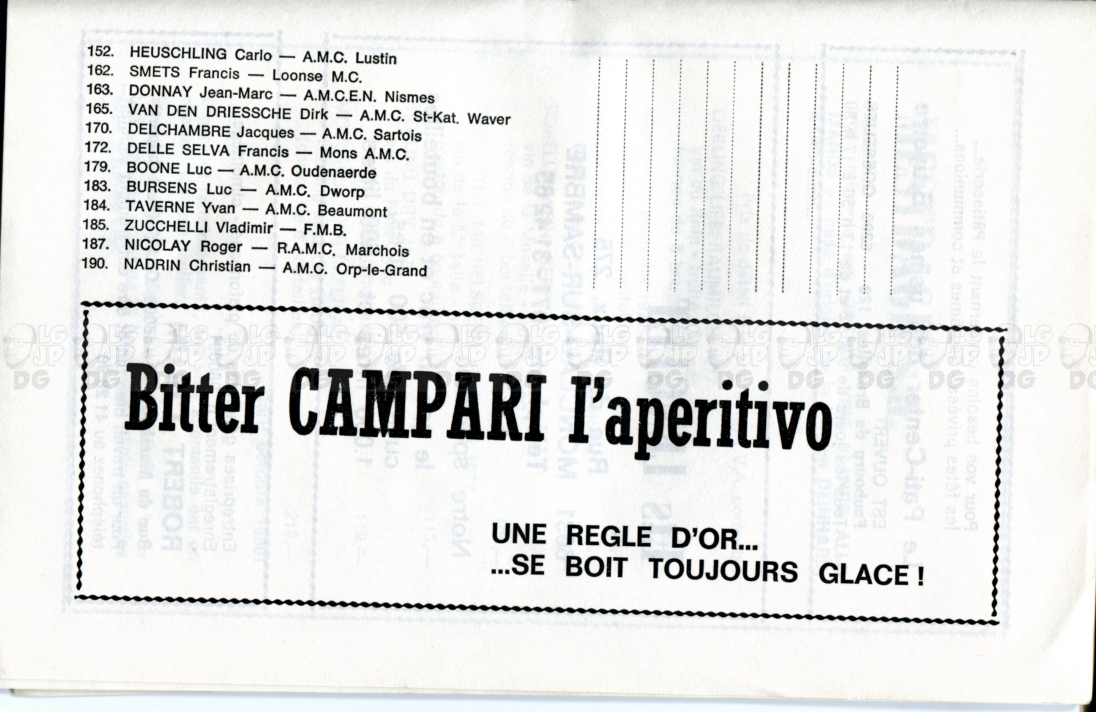 152. HEUSCHLING Carlo — A.M.C. Lustin
162. SMETS Francis — Loonse M.C.
163. DONNAY Jean-Marc — A.M.C.E.N. Nismes
165. VAN DEN DRIESSCHE Dirk — A.M.C. St-Kat. Waver
170. DELCHAMBRE Jacques — A.M.C. Sartois
172. DELLE SELVA Francis — Mons A.M.C.
179. BOONE Luc — A.M.C. Oudenaerde
183. BURSENS Luc — A.M.C. Dworp
184. TAVERNE Yvan — A.M.C. Beaumont
185. ZUCCHELLI Vladimir — F.M.B.
187. NICOLAY Roger — R.A.M.C. Marchois
190. NADRIN Christian — A.M.C. Orp-le-Grand
Bitter CAMPARI l'aperitivo
UNE REGLE D'OR...
...SE BOIT TOUJOURS GLACE !